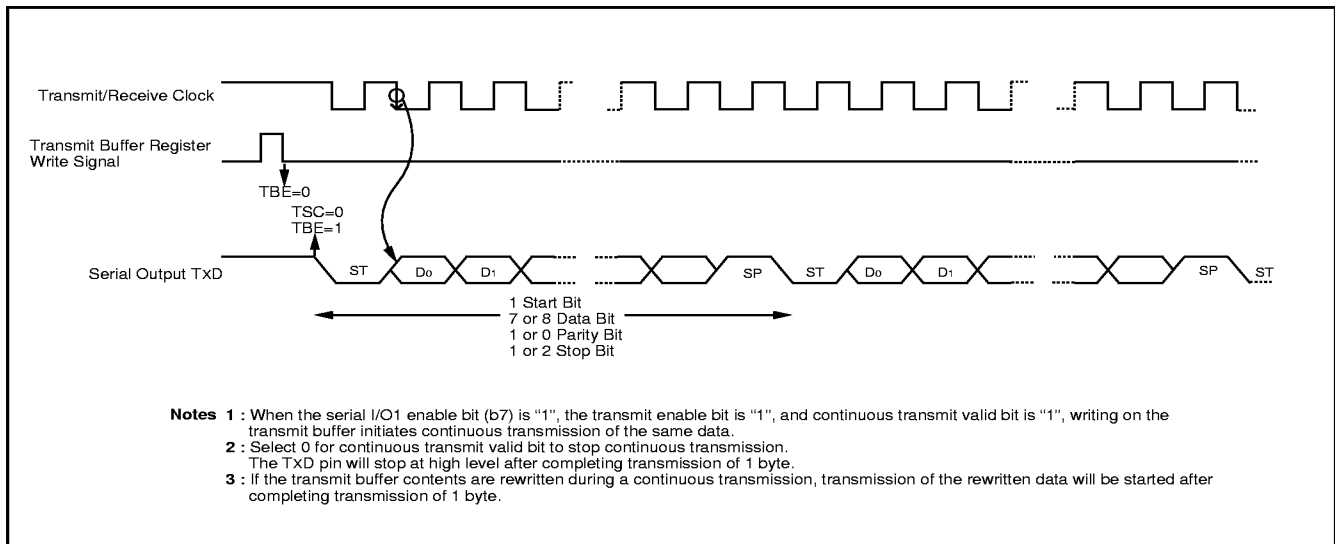 Transmit/Receive Clock
Transmit Buffer Register
Write Signal
TBE=0
TSC=0
TBE=1
Serial Output TxD
ST D0 D1 SP ST D0 D1 SP ST
1 Start Bit
7 or 8 Data Bit
1 or 0 Parity Bit
1 or 2 Stop Bit
Notes 1 : When the serial I/O1 enable bit (b7) is “1”, the transmit enable bit is “1”, and continuous transmit valid bit is “1”, writing on the
transmit buffer initiates continuous transmission of the same data.
2 : Select 0 for continuous transmit valid bit to stop continuous transmission.
The TxD pin will stop at high level after completing transmission of 1 byte.
3 : If the transmit buffer contents are rewritten during a continuous transmission, transmission of the rewritten data will be started after
completing transmission of 1 byte.